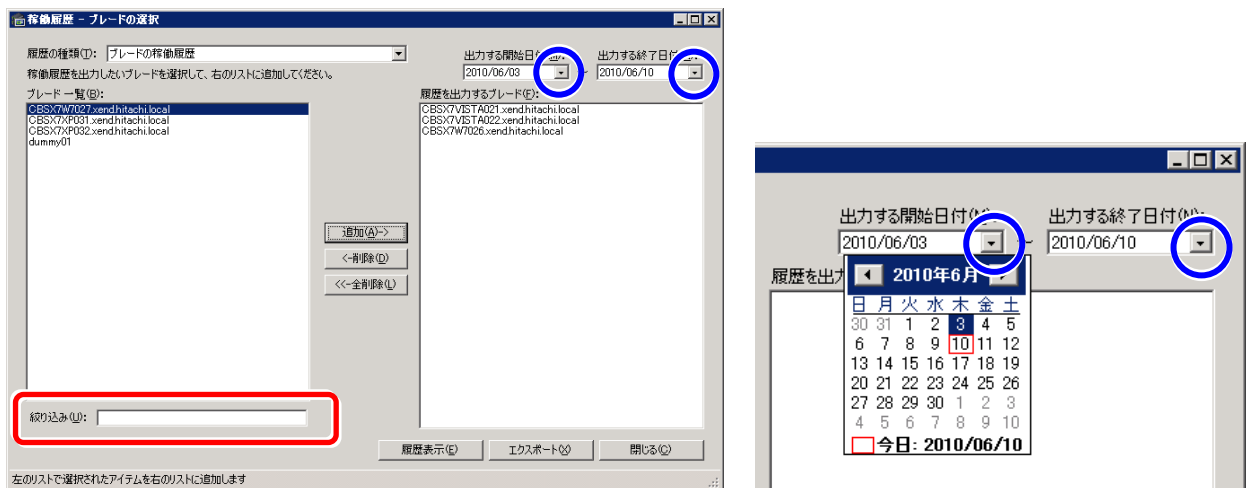 稼働履歴 - ブレードの選択
履歴の種類(T): ブレードの稼働履歴
出力する開始日付 出力する終了日付
稼働履歴を出力したいブレードを選択して、右のリストに追加してください。
2010/06/03 ~ 2010/06/10
ブレード 一覧(B):
CBSX7W7027.xend.hitachi.local
CBSX7XP031.xend.hitachi.local
CBSX7XP032.xend.hitachi.local
dummy01
履歴を出力するブレード(F):
CBSX7VISTA021.xend.hitachi.local
CBSX7VISTA022.xend.hitachi.local
CBSX7W7026.xend.hitachi.local
追加(A)->
<-削除(D)
<<-全削除(L)
絞り込み(U):
履歴表示(E) エクスポート(X) 閉じる(C)
左のリストで選択されたアイテムを右のリストに追加します
出力する開始日付 出力する終了日付(N):
2010/06/03 ~ 2010/06/10
履歴を出力
2010年6月
日 月 火 水 木 金 土
30 31 1 2 3 4 5
6 7 8 9 10 11 12
13 14 15 16 17 18 19
20 21 22 23 24 25 26
27 28 29 30 1 2 3
4 5 6 7 8 9 10
今日: 2010/06/10